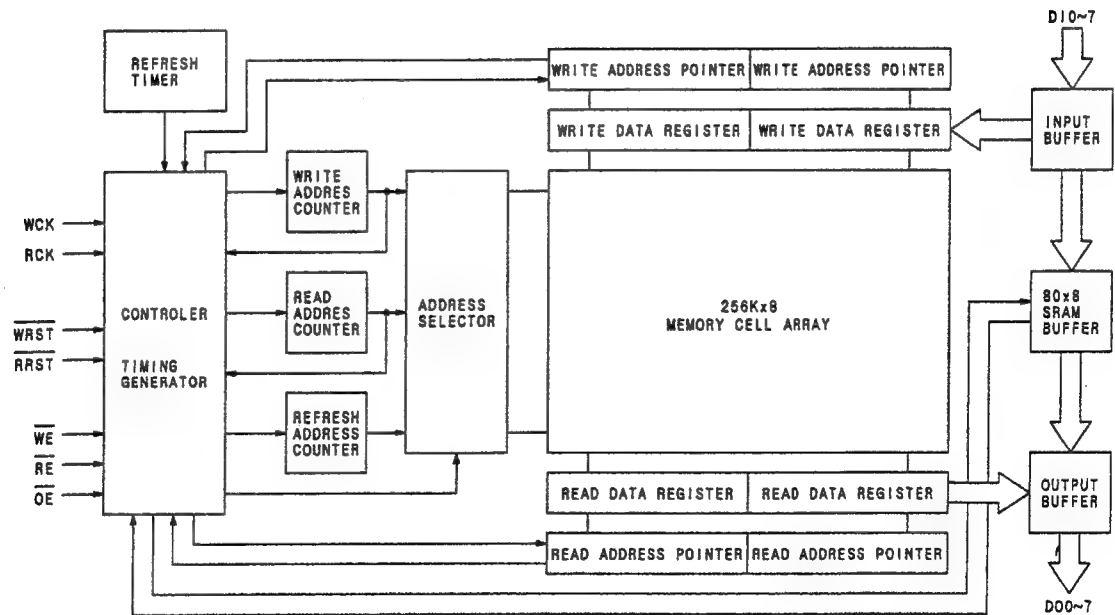 DI0~7
REFRESH
TIMER
WRITE ADDRESS POINTER
WRITE ADDRESS POINTER
WRITE DATA REGISTER
WRITE DATA REGISTER
INPUT
BUFFER
WRITE
ADDRES
COUNTER
WCK
RCK
READ
ADDRES
COUNTER
ADDRESS
SELECTOR
256Kx8
MEMORY CELL ARRAY
80x8
SRAM
BUFFER
CONTROLER
TIMING
GENERATOR
WRST
RRST
REFRESH
ADDRESS
COUNTER
WE
RE
OE
READ DATA REGISTER
READ DATA REGISTER
OUTPUT
BUFFER
READ ADDRESS POINTER
READ ADDRESS POINTER
DO0~7